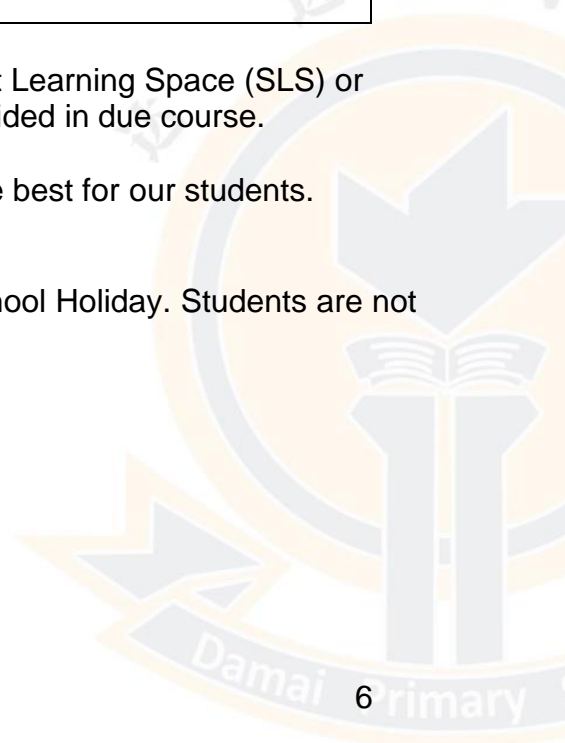 t Learning Space (SLS) or
ided in due course.
e best for our students.
ool Holiday. Students are not
Damai Primary
6